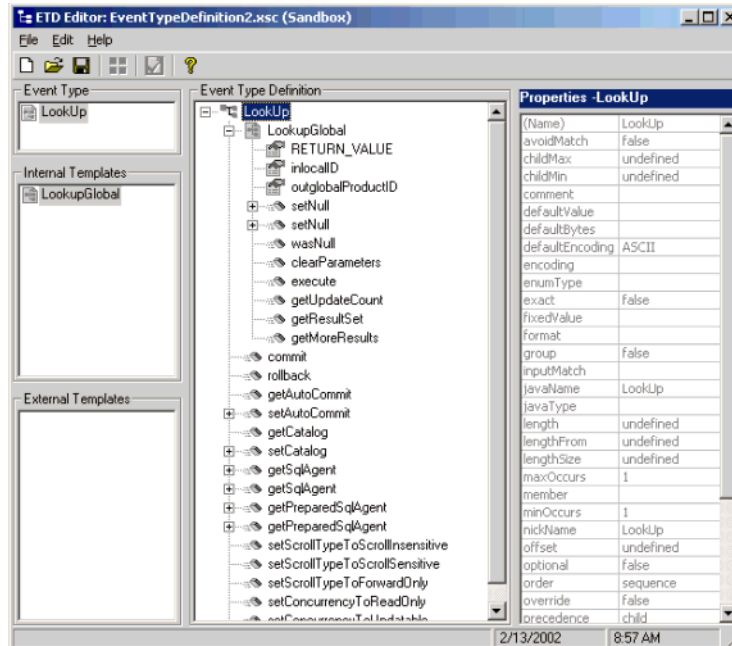 ETD Editor: EventTypeDefinition2.xsc (Sandbox)
File Edit Help
Event Type
LookUp
Internal Templates
LookupGlobal
External Templates
Event Type Definition
LookUp
LookupGlobal
RETURN_VALUE
inlocalID
outglobalProductID
setNull
setNull
wasNull
clearParameters
execute
getUpdateCount
getResultSet
getMoreResults
commit
rollback
getAutoCommit
setAutoCommit
getCatalog
setCatalog
getSqlAgent
getSqlAgent
getPreparedSqlAgent
getPreparedSqlAgent
setScrollTypeToScrollInsensitive
setScrollTypeToScrollSensitive
setScrollTypeToForwardOnly
setConcurrencyToReadOnly
setConcurrencyToUpdatable
Properties -LookUp
(Name) LookUp
avoidMatch false
childMax undefined
childMin undefined
comment
defaultValue
defaultBytes
defaultEncoding ASCII
encoding
enumType
exact false
fixedValue
format
group false
inputMatch
javaName LookUp
javaType
length undefined
lengthFrom undefined
lengthSize undefined
maxOccurs 1
member
minOccurs 1
nickName LookUp
offset undefined
optional false
order sequence
override false
precedence child
2/13/2002 8:57 AM